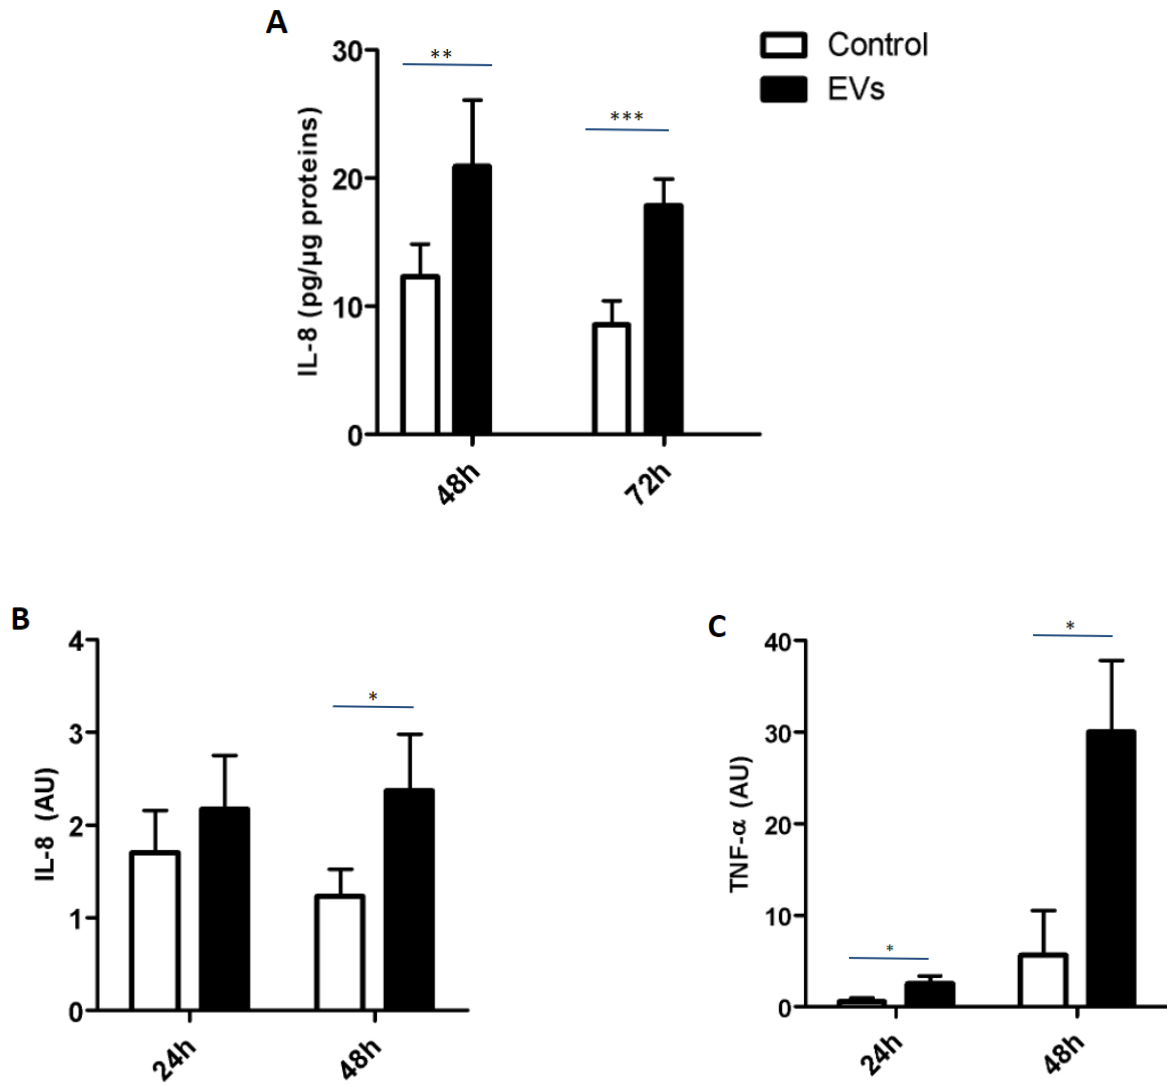 A
Control
EVs
IL-8 (pg/µg proteins)
30
20
10
0
**
***
48h
72h
B
IL-8 (AU)
4
3
2
1
0
*
24h
48h
C
TNF-α (AU)
40
30
20
10
0
*
*
24h
48h